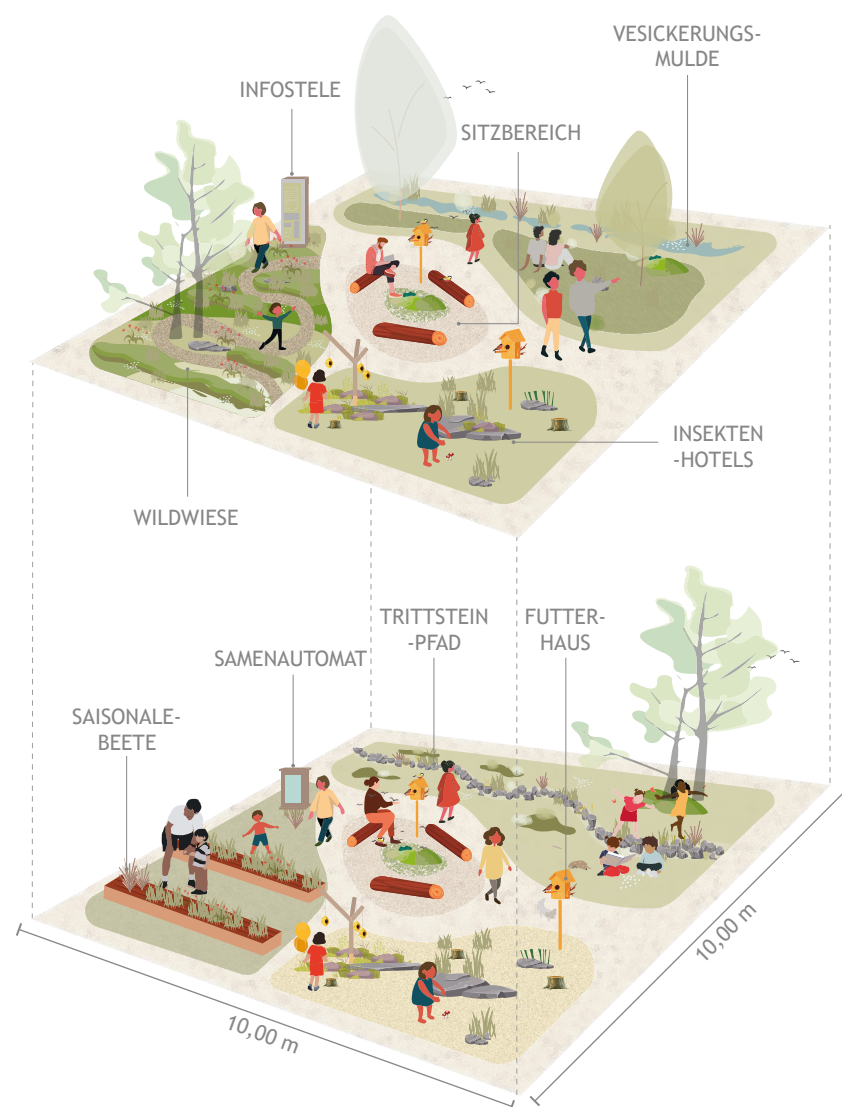 VESICKERUNGS-
MULDE
INFOSTELE
SITZBEREICH
INSEKTEN
-HOTELS
WILDWIESE
TRITTSTEIN
-PFAD
FUTTER-
HAUS
SAMENAUTOMAT
SAISONALE-
BEETE
10,00 m
10,00 m